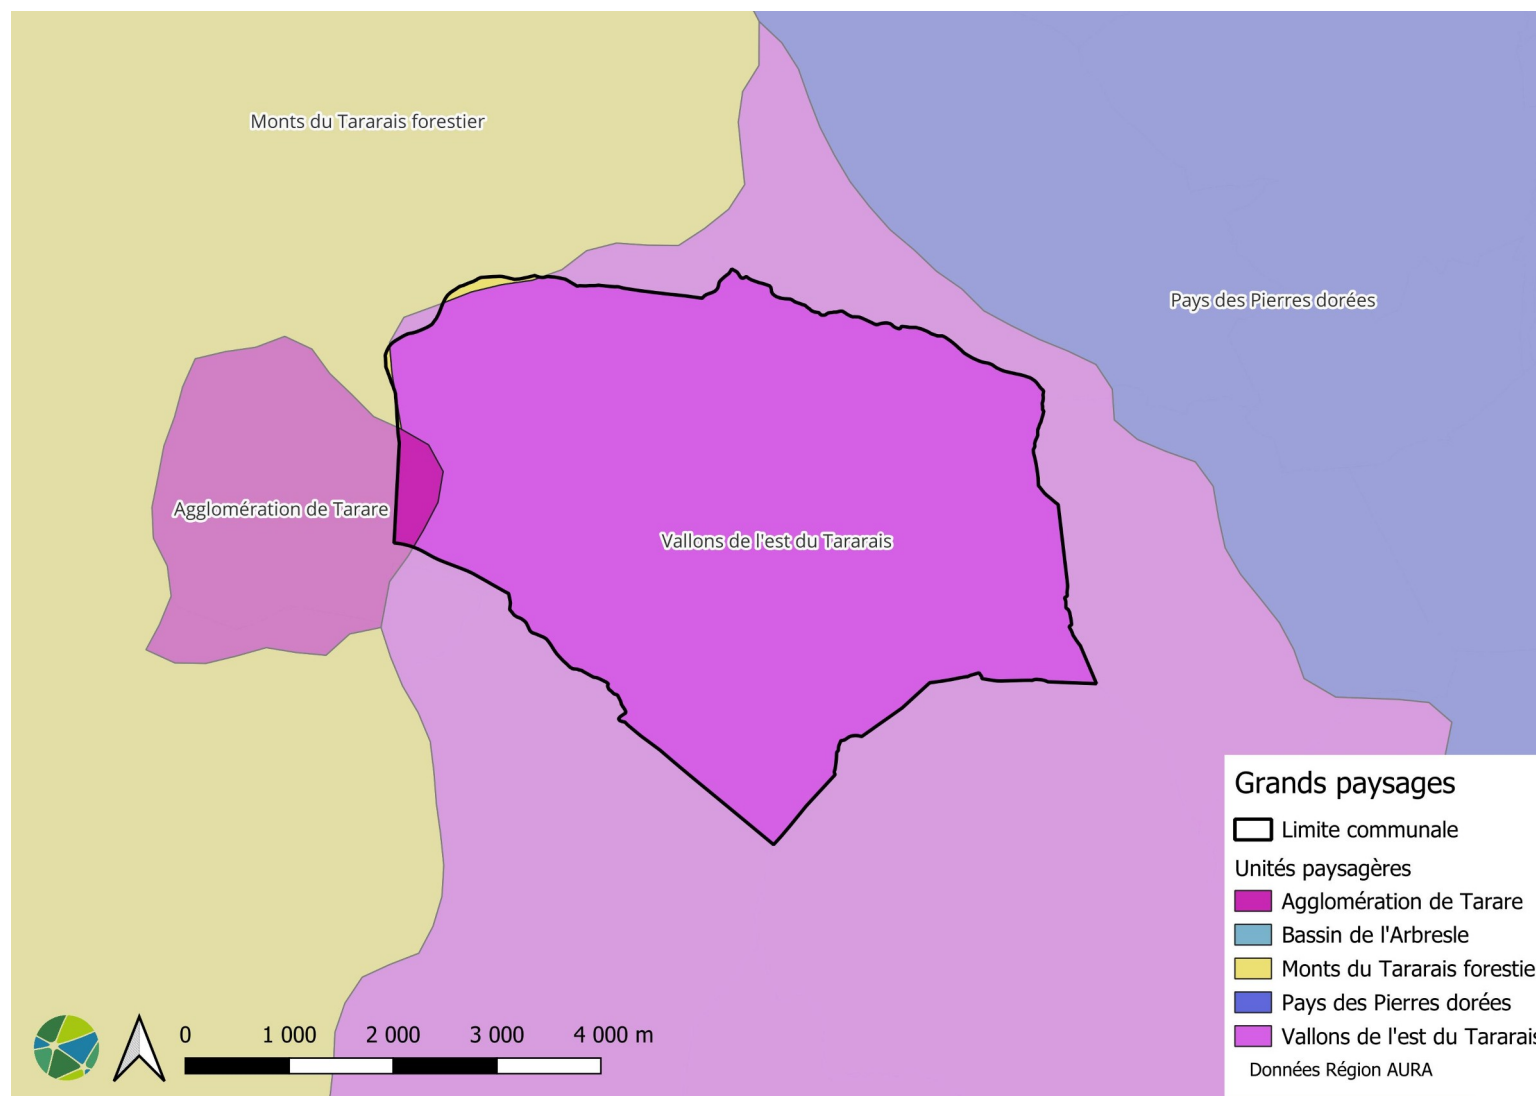 Monts du Tararais forestier
Pays des Pierres dorées
Agglomération de Tarare
Vallons de l'est du Tararais
Grands paysages
Limite communale
Unités paysagères
Agglomération de Tarare
Bassin de l'Arbresle
Monts du Tararais forestie
Pays des Pierres dorées
Vallons de l'est du Tararais
Données Région AURA
0 1 000 2 000 3 000 4 000 m